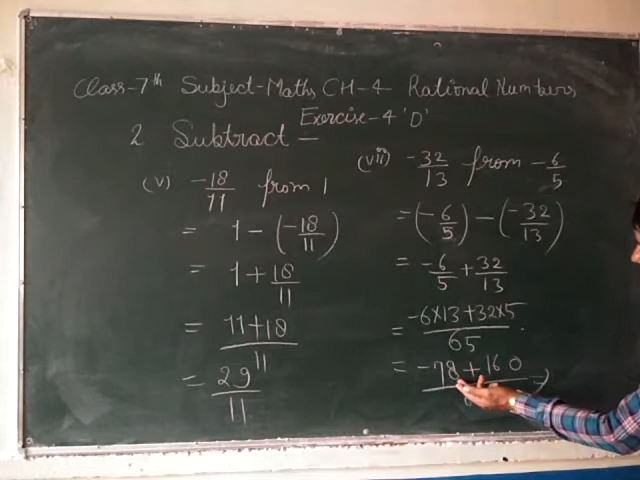 Class-7th Subject-Maths CH-4 Rational Numbers
Exercise-4 'D'
2 Subtract —
(v) -18/11 from 1
= 1 - (-18/11)
= 1 + 18/11
= 11+18/11
= 29/11
(vii) -32/13 from -6/5
= (-6/5) - (-32/13)
= -6/5 + 32/13
= -6×13+32×5/65
= -78+160